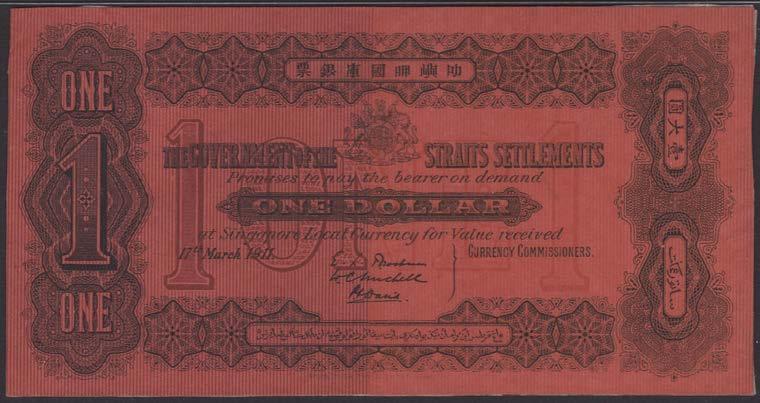 叻嶼呷國庫銀票
ONE
1
THE GOVERNMENT OF THE STRAITS SETTLEMENTS
Promises to pay the bearer on demand
ONE DOLLAR
at Singapore Local Currency for Value received
17th March 1911.
CURRENCY COMMISSIONERS.
ONE
壹大圓